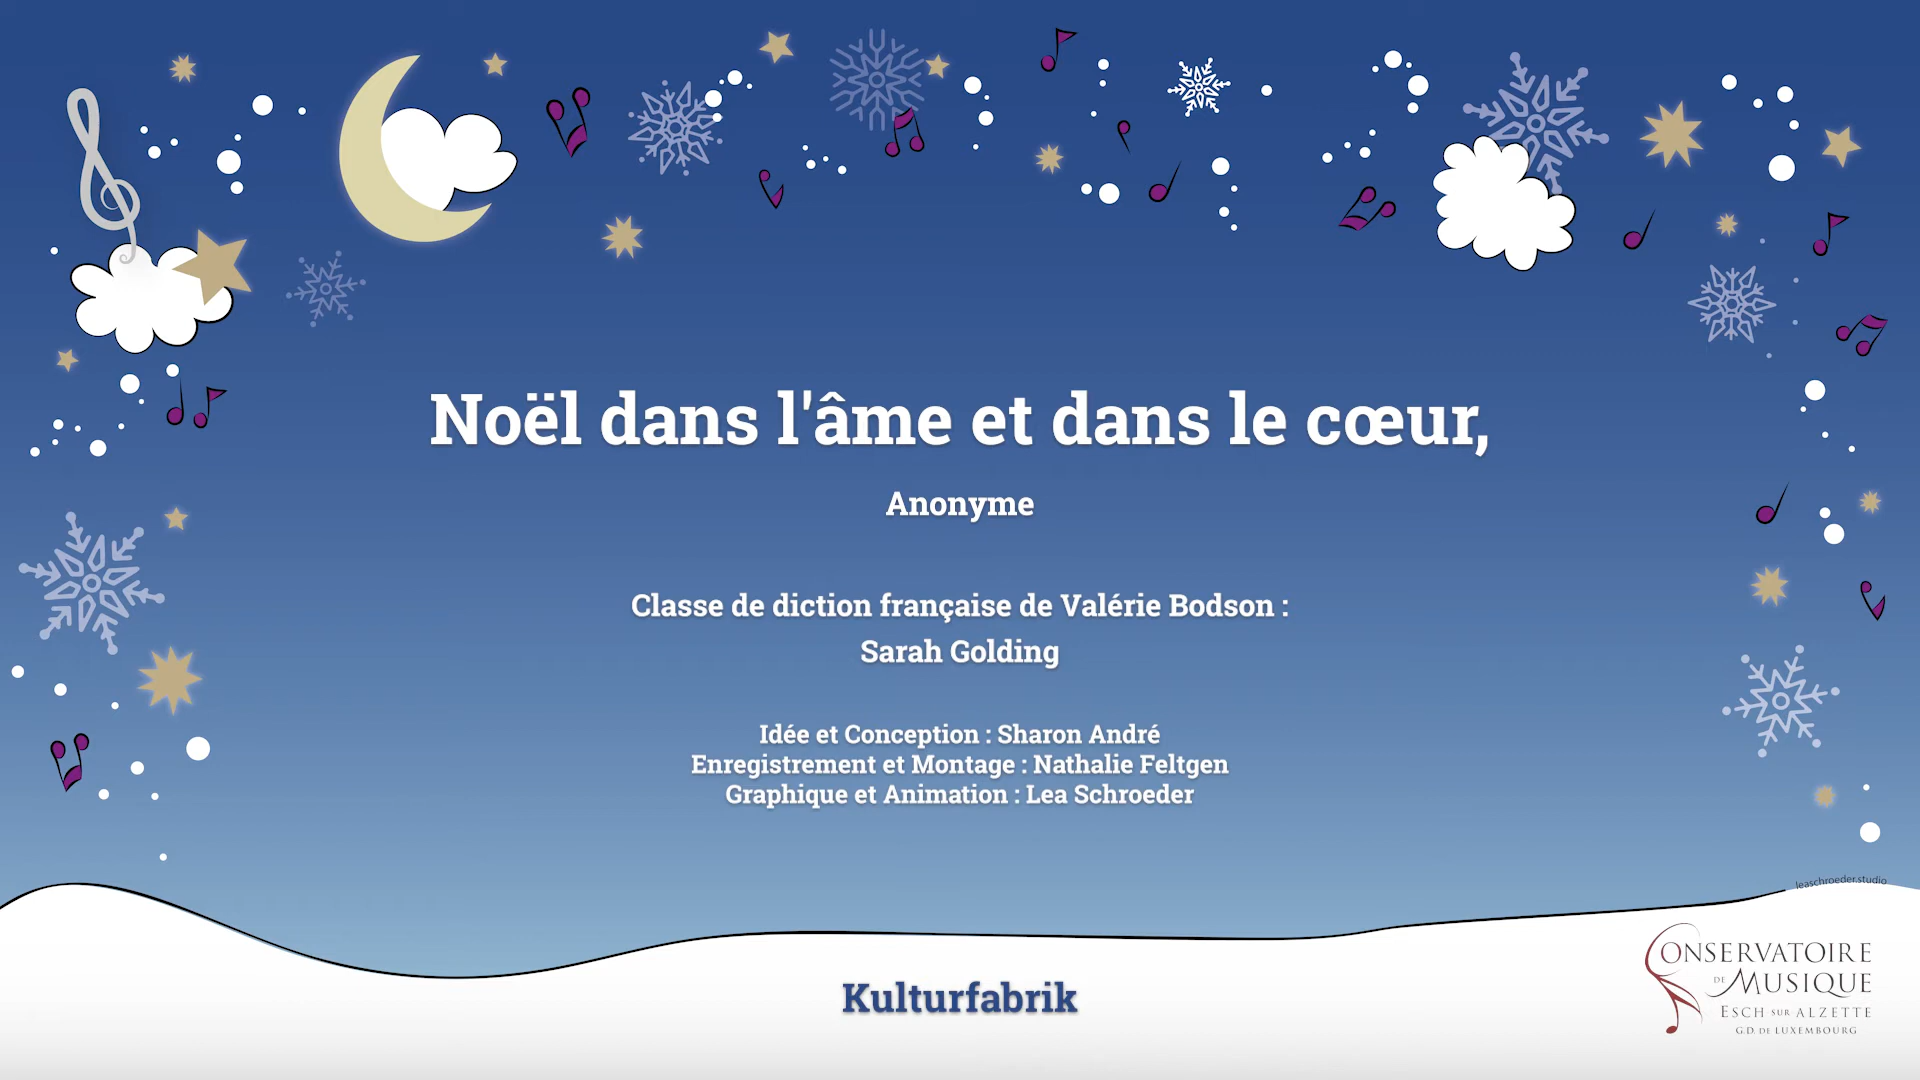 Noël dans l'âme et dans le cœur,
Anonyme
Classe de diction française de Valérie Bodson :
Sarah Golding
Idée et Conception : Sharon André
Enregistrement et Montage : Nathalie Feltgen
Graphique et Animation : Lea Schroeder
leaschroeder.studio
Kulturfabrik
CONSERVATOIRE
DE MUSIQUE
ESCH SUR ALZETTE
G.D. DE LUXEMBOURG